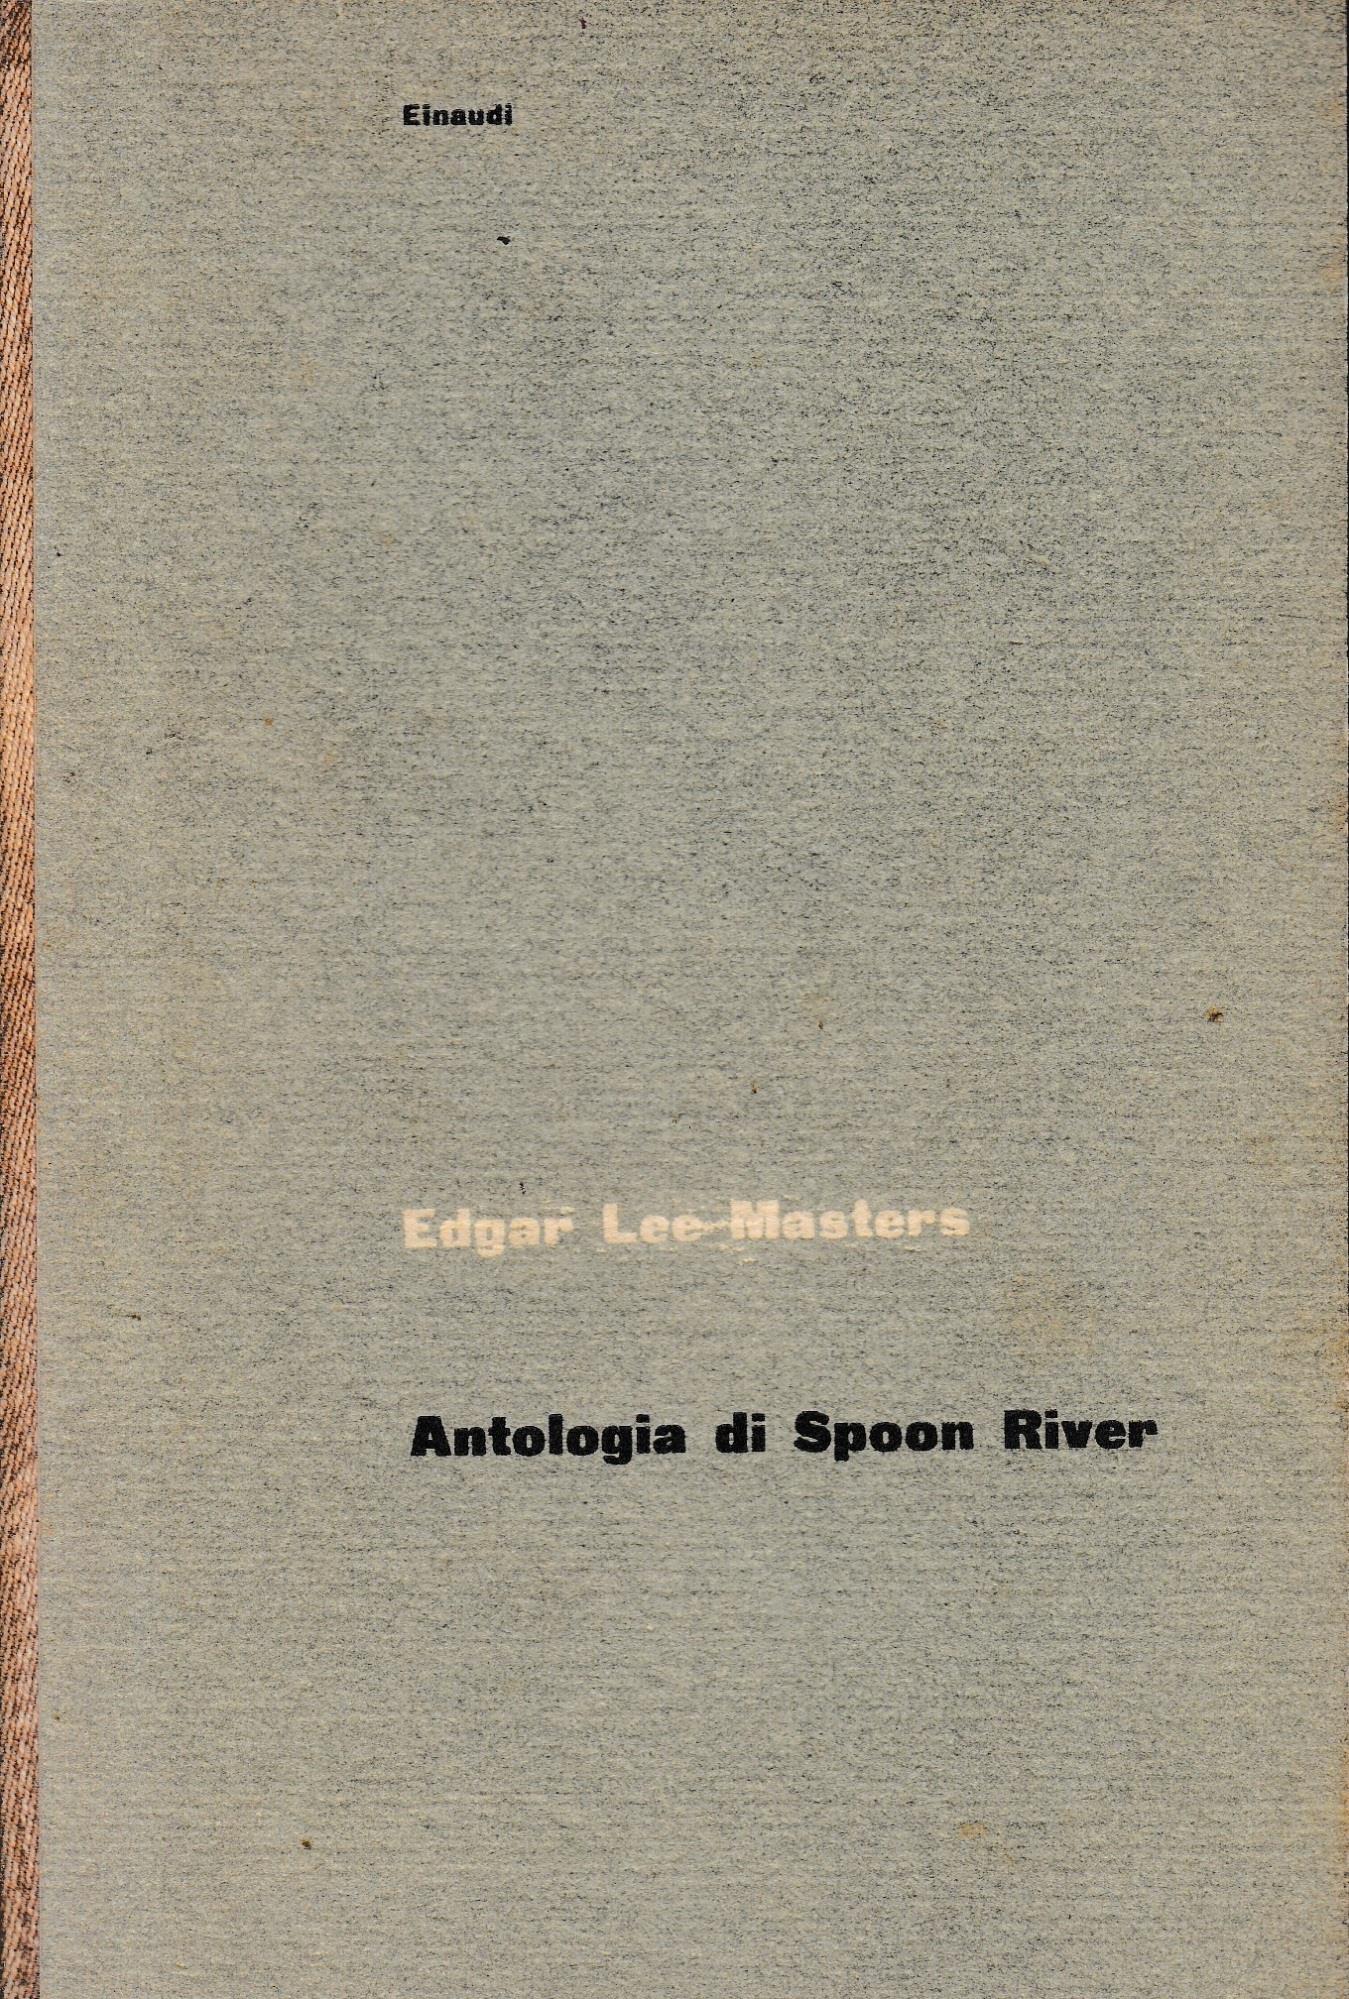 Einaudi
Edgar Lee Masters
Antologia di Spoon River